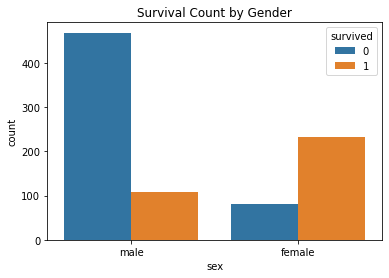 Survival Count by Gender
survived
0
1
400
300
200
100
0
count
male
female
sex